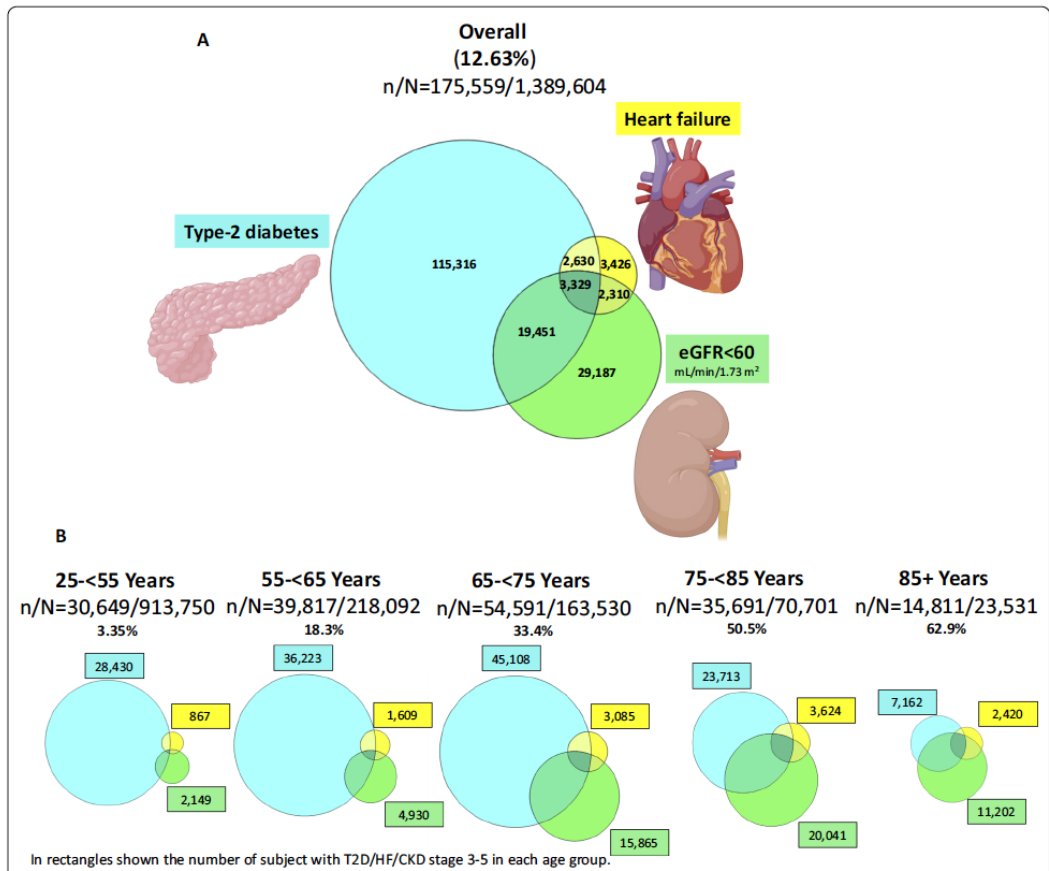 A
Overall
(12.63%)
n/N=175,559/1,389,604
Heart failure
Type-2 diabetes
115,316
2,630
3,426
3,329
2,310
19,451
29,187
eGFR<60
mL/min/1.73 m²
B
25-<55 Years
n/N=30,649/913,750
3.35%
28,430
867
2,149
55-<65 Years
n/N=39,817/218,092
18.3%
36,223
1,609
4,930
65-<75 Years
n/N=54,591/163,530
33.4%
45,108
3,085
15,865
75-<85 Years
n/N=35,691/70,701
50.5%
23,713
3,624
20,041
85+ Years
n/N=14,811/23,531
62.9%
7,162
2,420
11,202
In rectangles shown the number of subject with T2D/HF/CKD stage 3-5 in each age group.